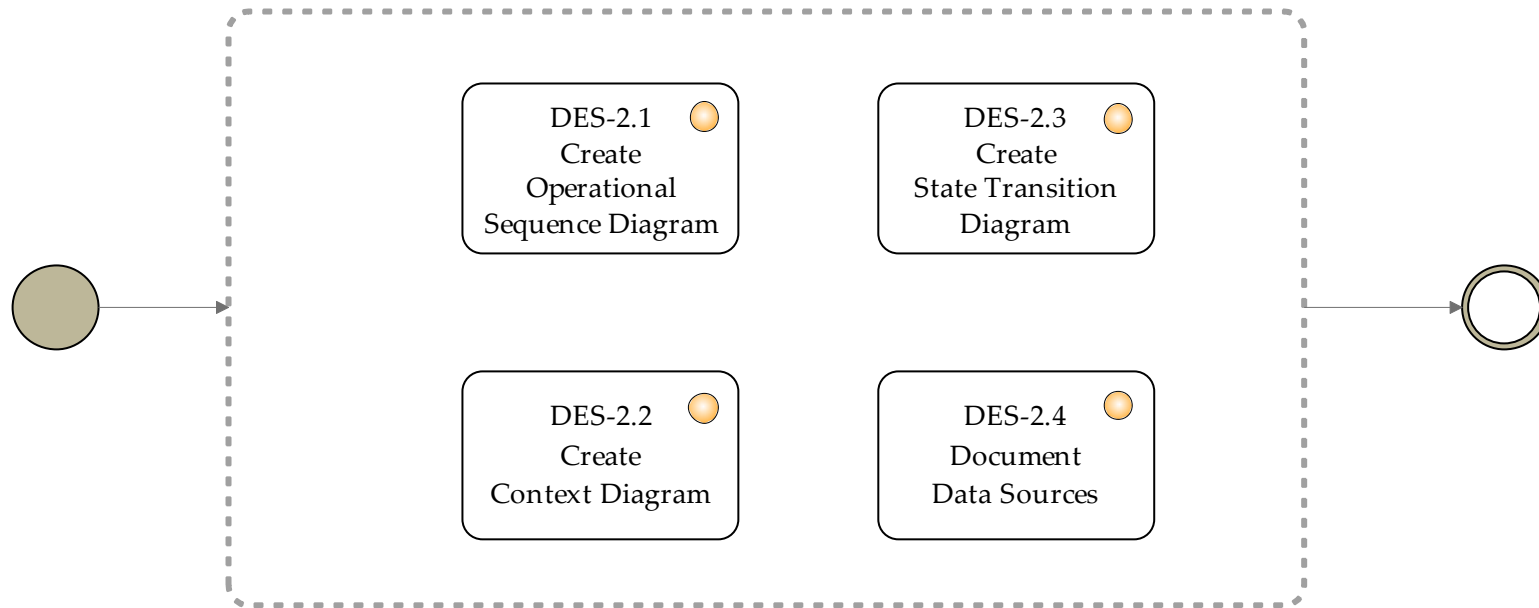 DES-2.1
Create
Operational
Sequence Diagram
DES-2.3
Create
State Transition
Diagram
DES-2.2
Create
Context Diagram
DES-2.4
Document
Data Sources